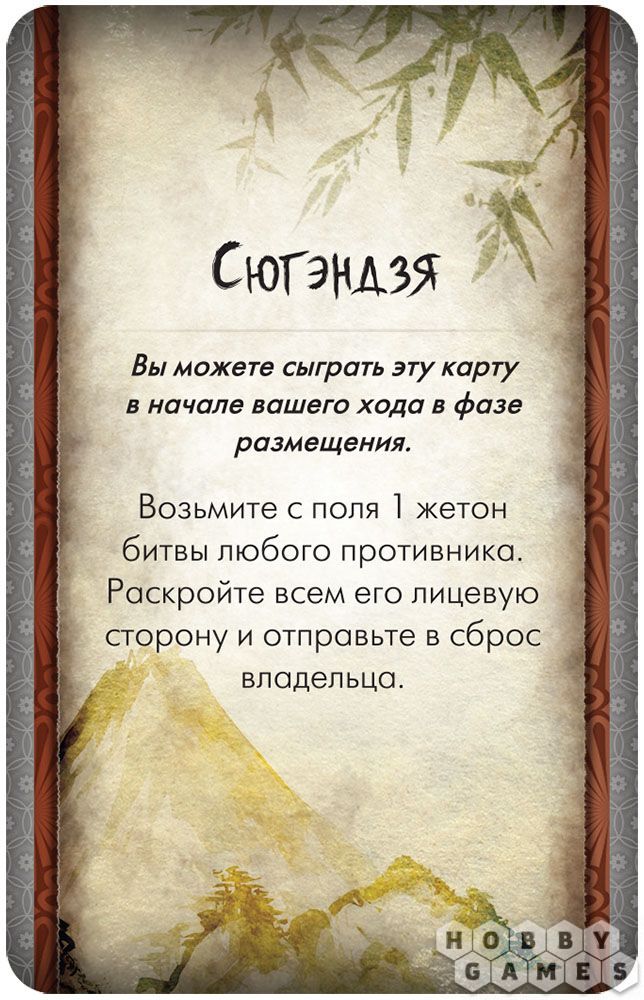 Сюгэндзя
Вы можете сыграть эту карту
в начале вашего хода в фазе
размещения.
Возьмите с поля 1 жетон
битвы любого противника.
Раскройте всем его лицевую
сторону и отправьте в сброс
владельца.
HOBBY
GAMES